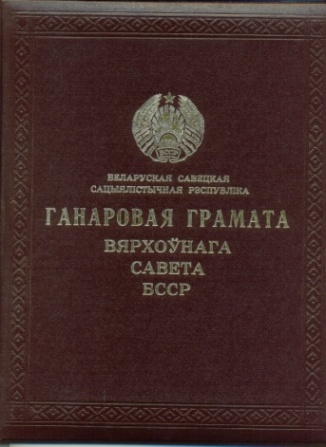 БЕЛАРУСКАЯ САВЕЦКАЯ
САЦЫЯЛІСТЫЧНАЯ РЭСПУБЛІКА
ГАНАРОВАЯ ГРАМАТА
ВЯРХОЎНАГА
САВЕТА
БССР